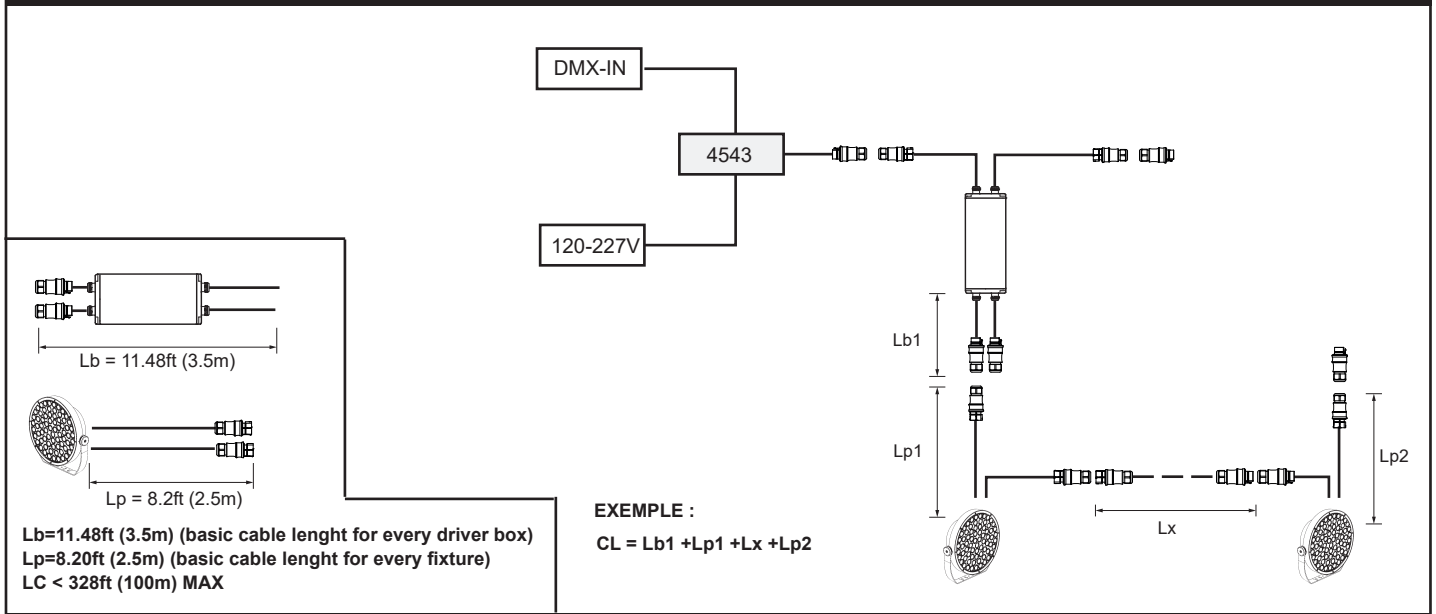 DMX-IN
4543
120-227V
Lb = 11.48ft (3.5m)
Lp = 8.2ft (2.5m)
Lb=11.48ft (3.5m) (basic cable lenght for every driver box)
Lp=8.20ft (2.5m) (basic cable lenght for every fixture)
LC < 328ft (100m) MAX
Lb1
Lp1
Lx
Lp2
EXEMPLE :
CL = Lb1 +Lp1 +Lx +Lp2